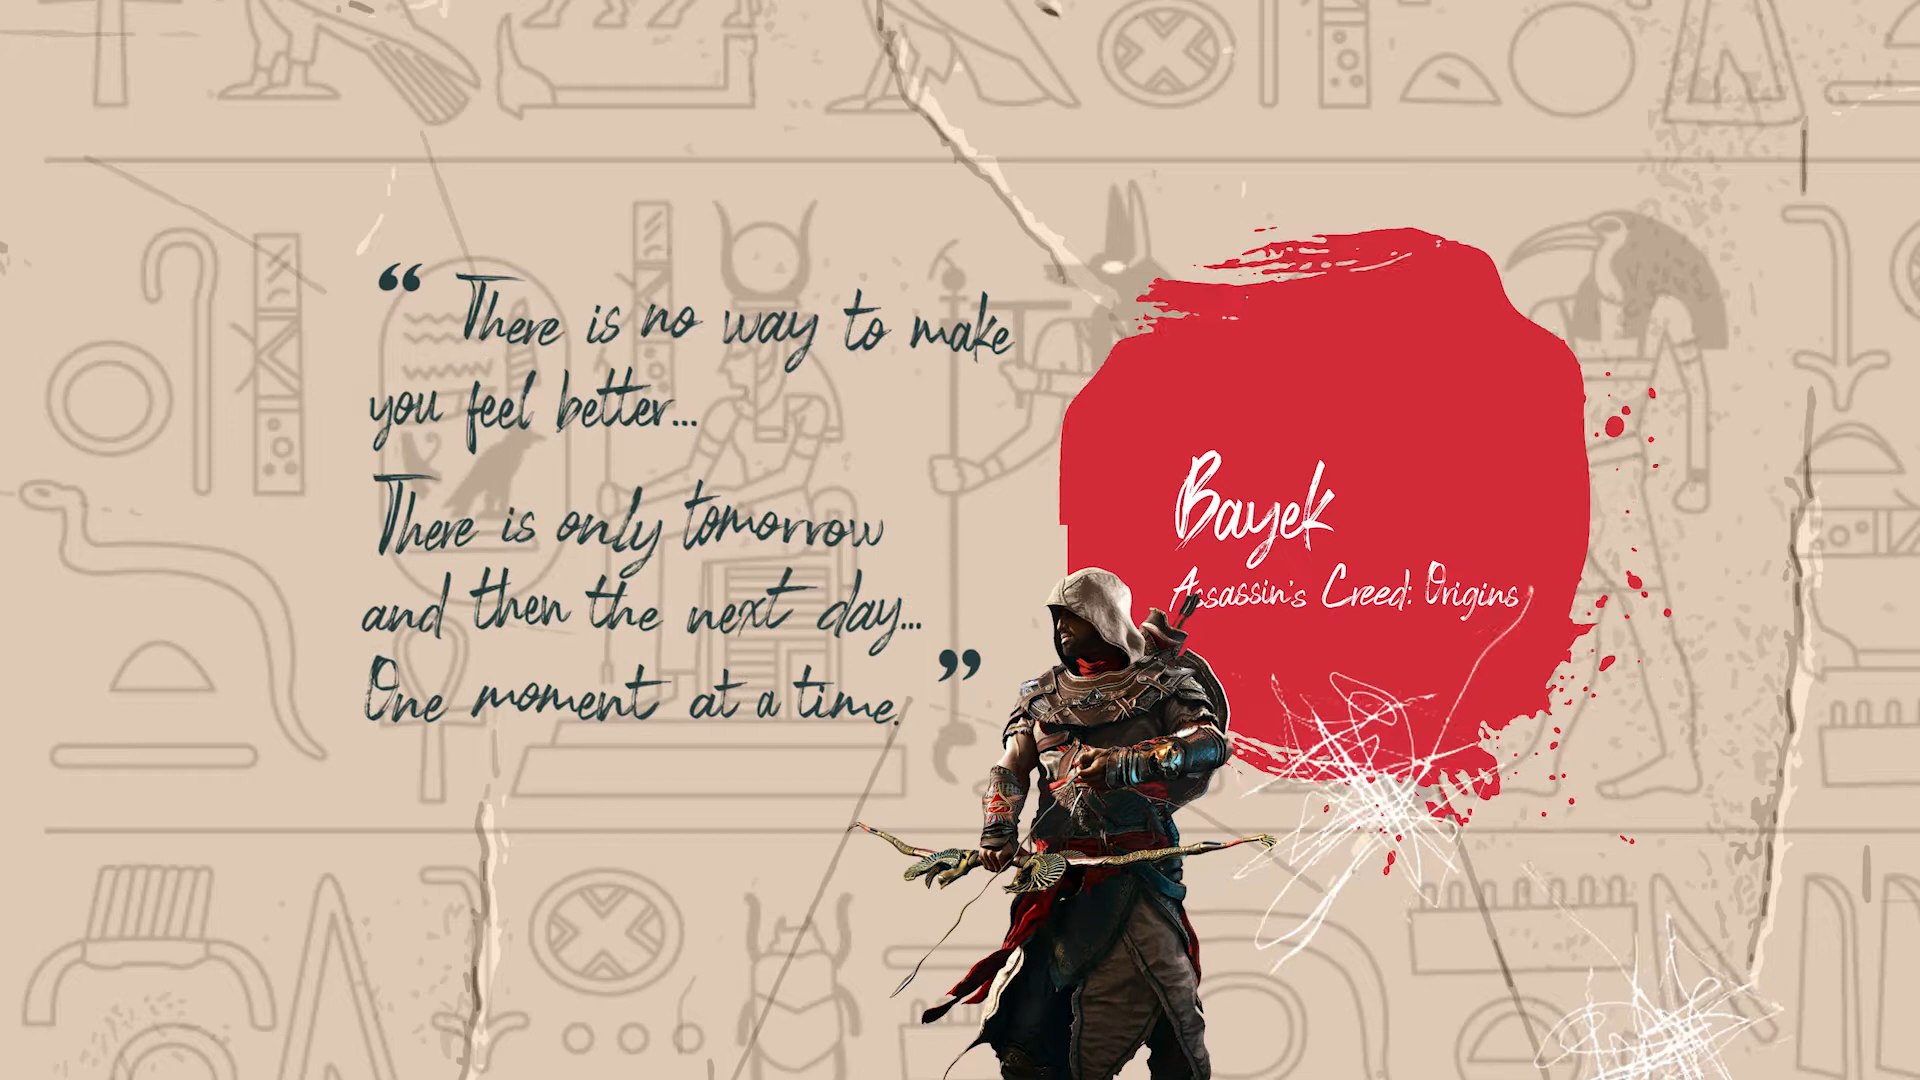 “ There is no way to make
you feel better...
There is only tomorrow
and then the next day...
One moment at a time. ”
Bayek
Assassin's Creed: Origins